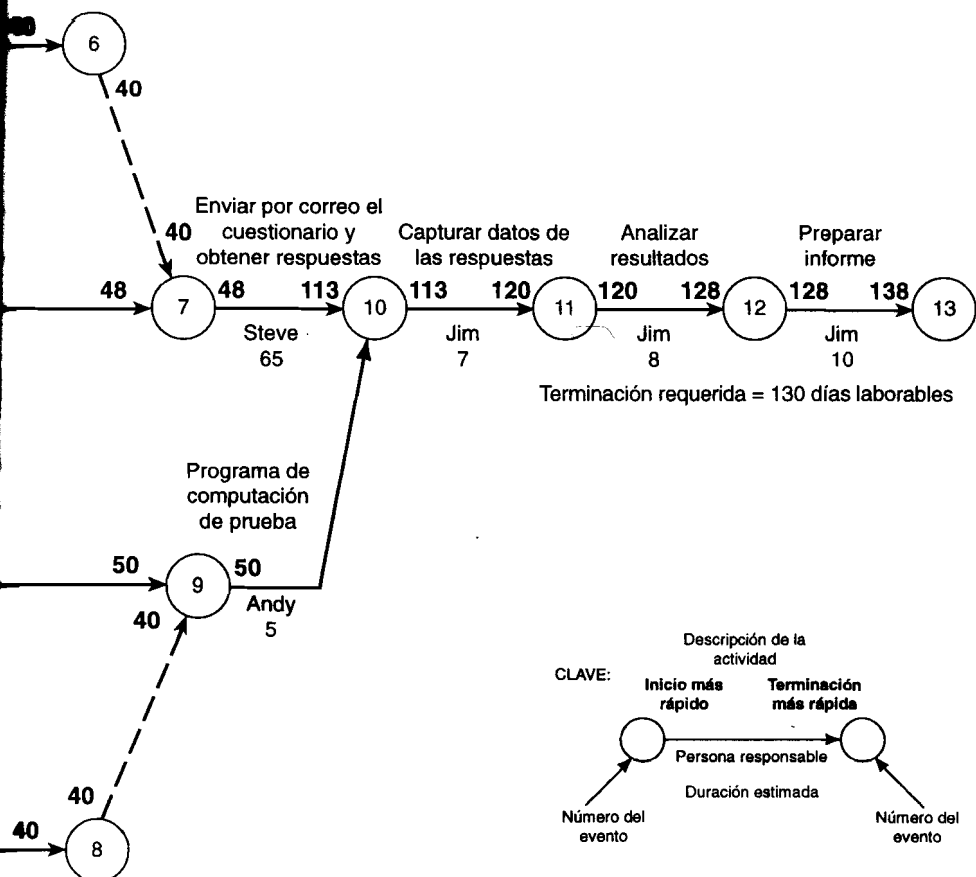 6
40
Enviar por correo el
cuestionario y
obtener respuestas
40
Capturar datos de
las respuestas
Analizar
resultados
Preparar
informe
48
7
48
113
10
113
120
11
120
128
12
128
138
13
Steve
65
Jim
7
Jim
8
Jim
10
Terminación requerida = 130 días laborables
Programa de
computación
de prueba
50
9
50
40
Andy
5
40
40
8
CLAVE:
Descripción de la
actividad
Inicio más
rápido
Terminación
más rápida
Persona responsable
Duración estimada
Número del
evento
Número del
evento